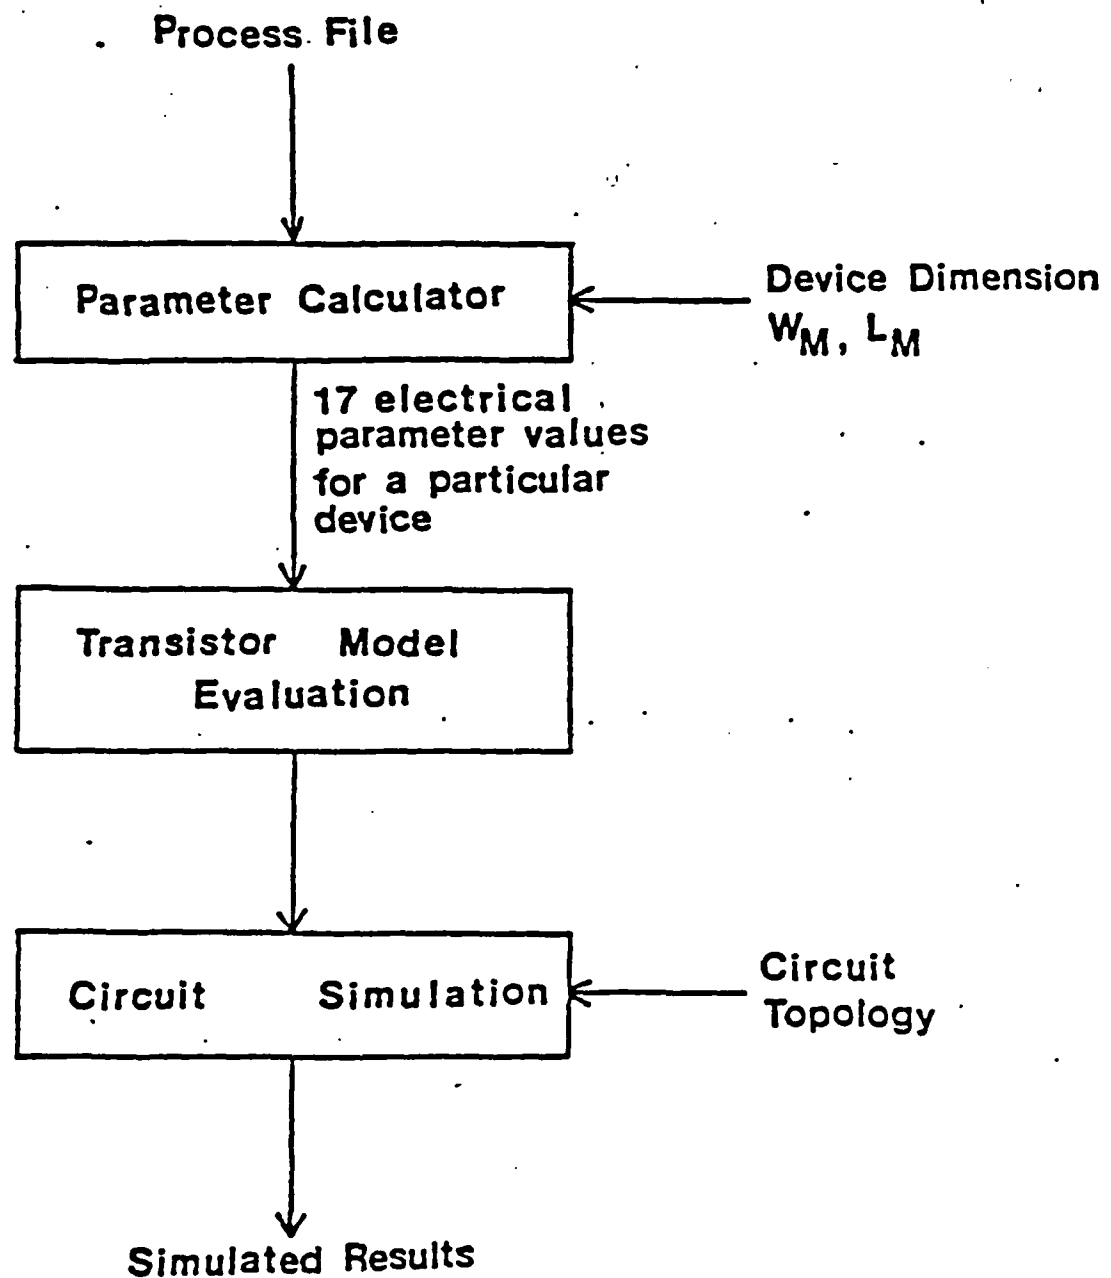 Process File
Parameter Calculator
Device Dimension
W_M, L_M
17 electrical
parameter values
for a particular
device
Transistor Model
Evaluation
Circuit Simulation
Circuit
Topology
Simulated Results